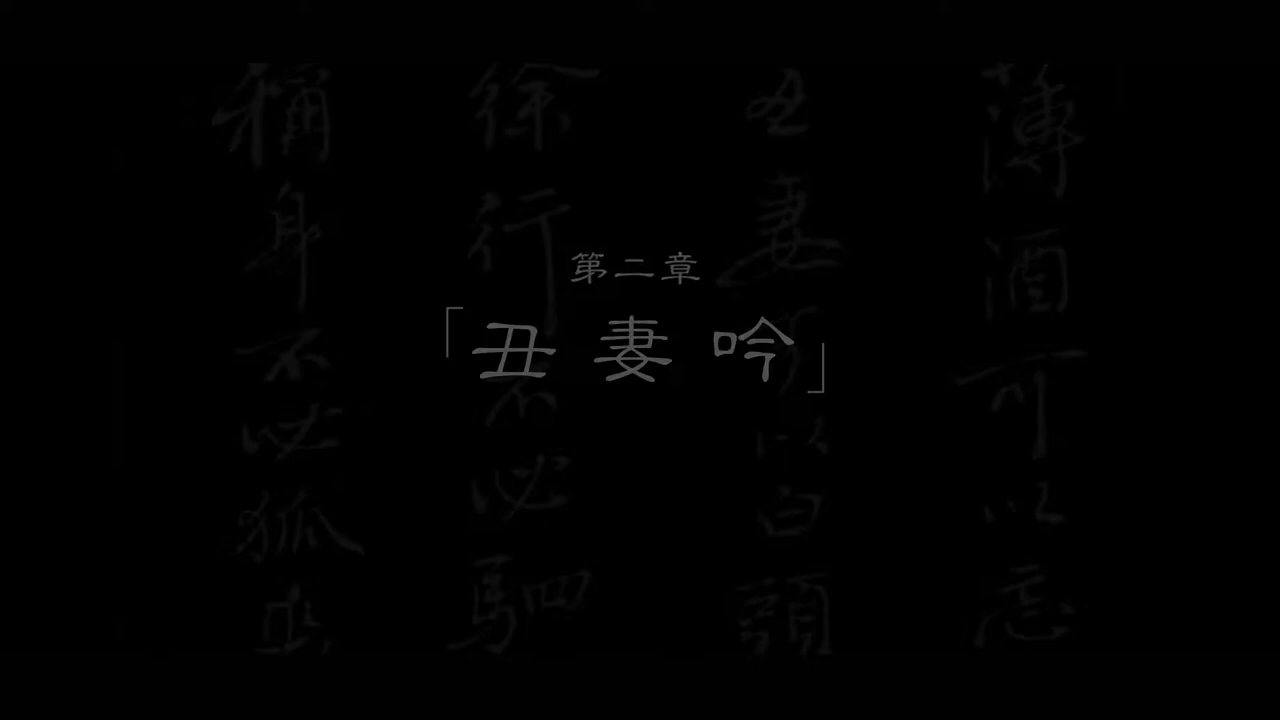 第二章
「丑妻吟」
薄酒可以忘
丑妻可以白頭
徐行不必駟
稱身不必狐